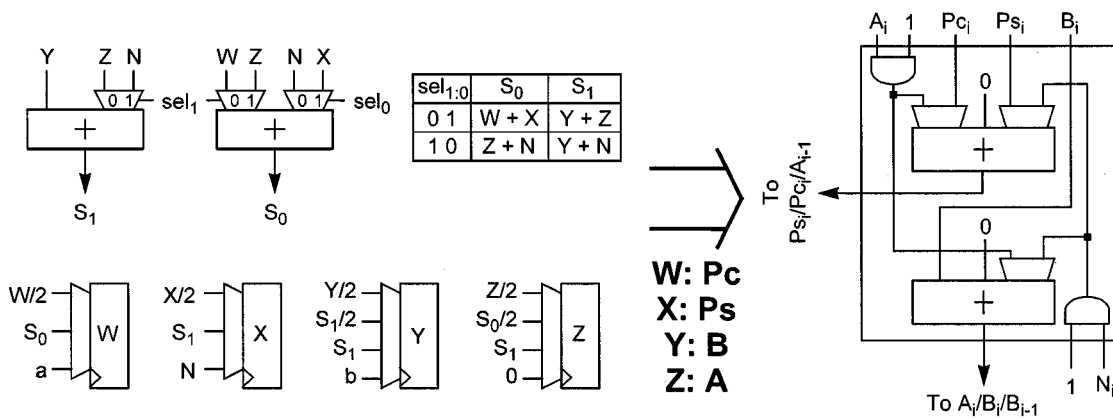 Y Z N W Z N X
0 1 sel₁ 0 1 0 1 sel₀
+ +
S₁ S₀
sel₁:₀ S₀ S₁
0 1 W + X Y + Z
1 0 Z + N Y + N
W/2 S₀ a W
X/2 S₁ N X
Y/2 S₁/2 S₁ b Y
Z/2 S₀/2 S₁ 0 Z
W: Pc
X: Ps
Y: B
Z: A
Aᵢ 1 Pcᵢ Psᵢ Bᵢ
0
+
To Psᵢ/Pcᵢ/Aᵢ₋₁
0
+
1 Nᵢ
To Aᵢ/Bᵢ/Bᵢ₋₁